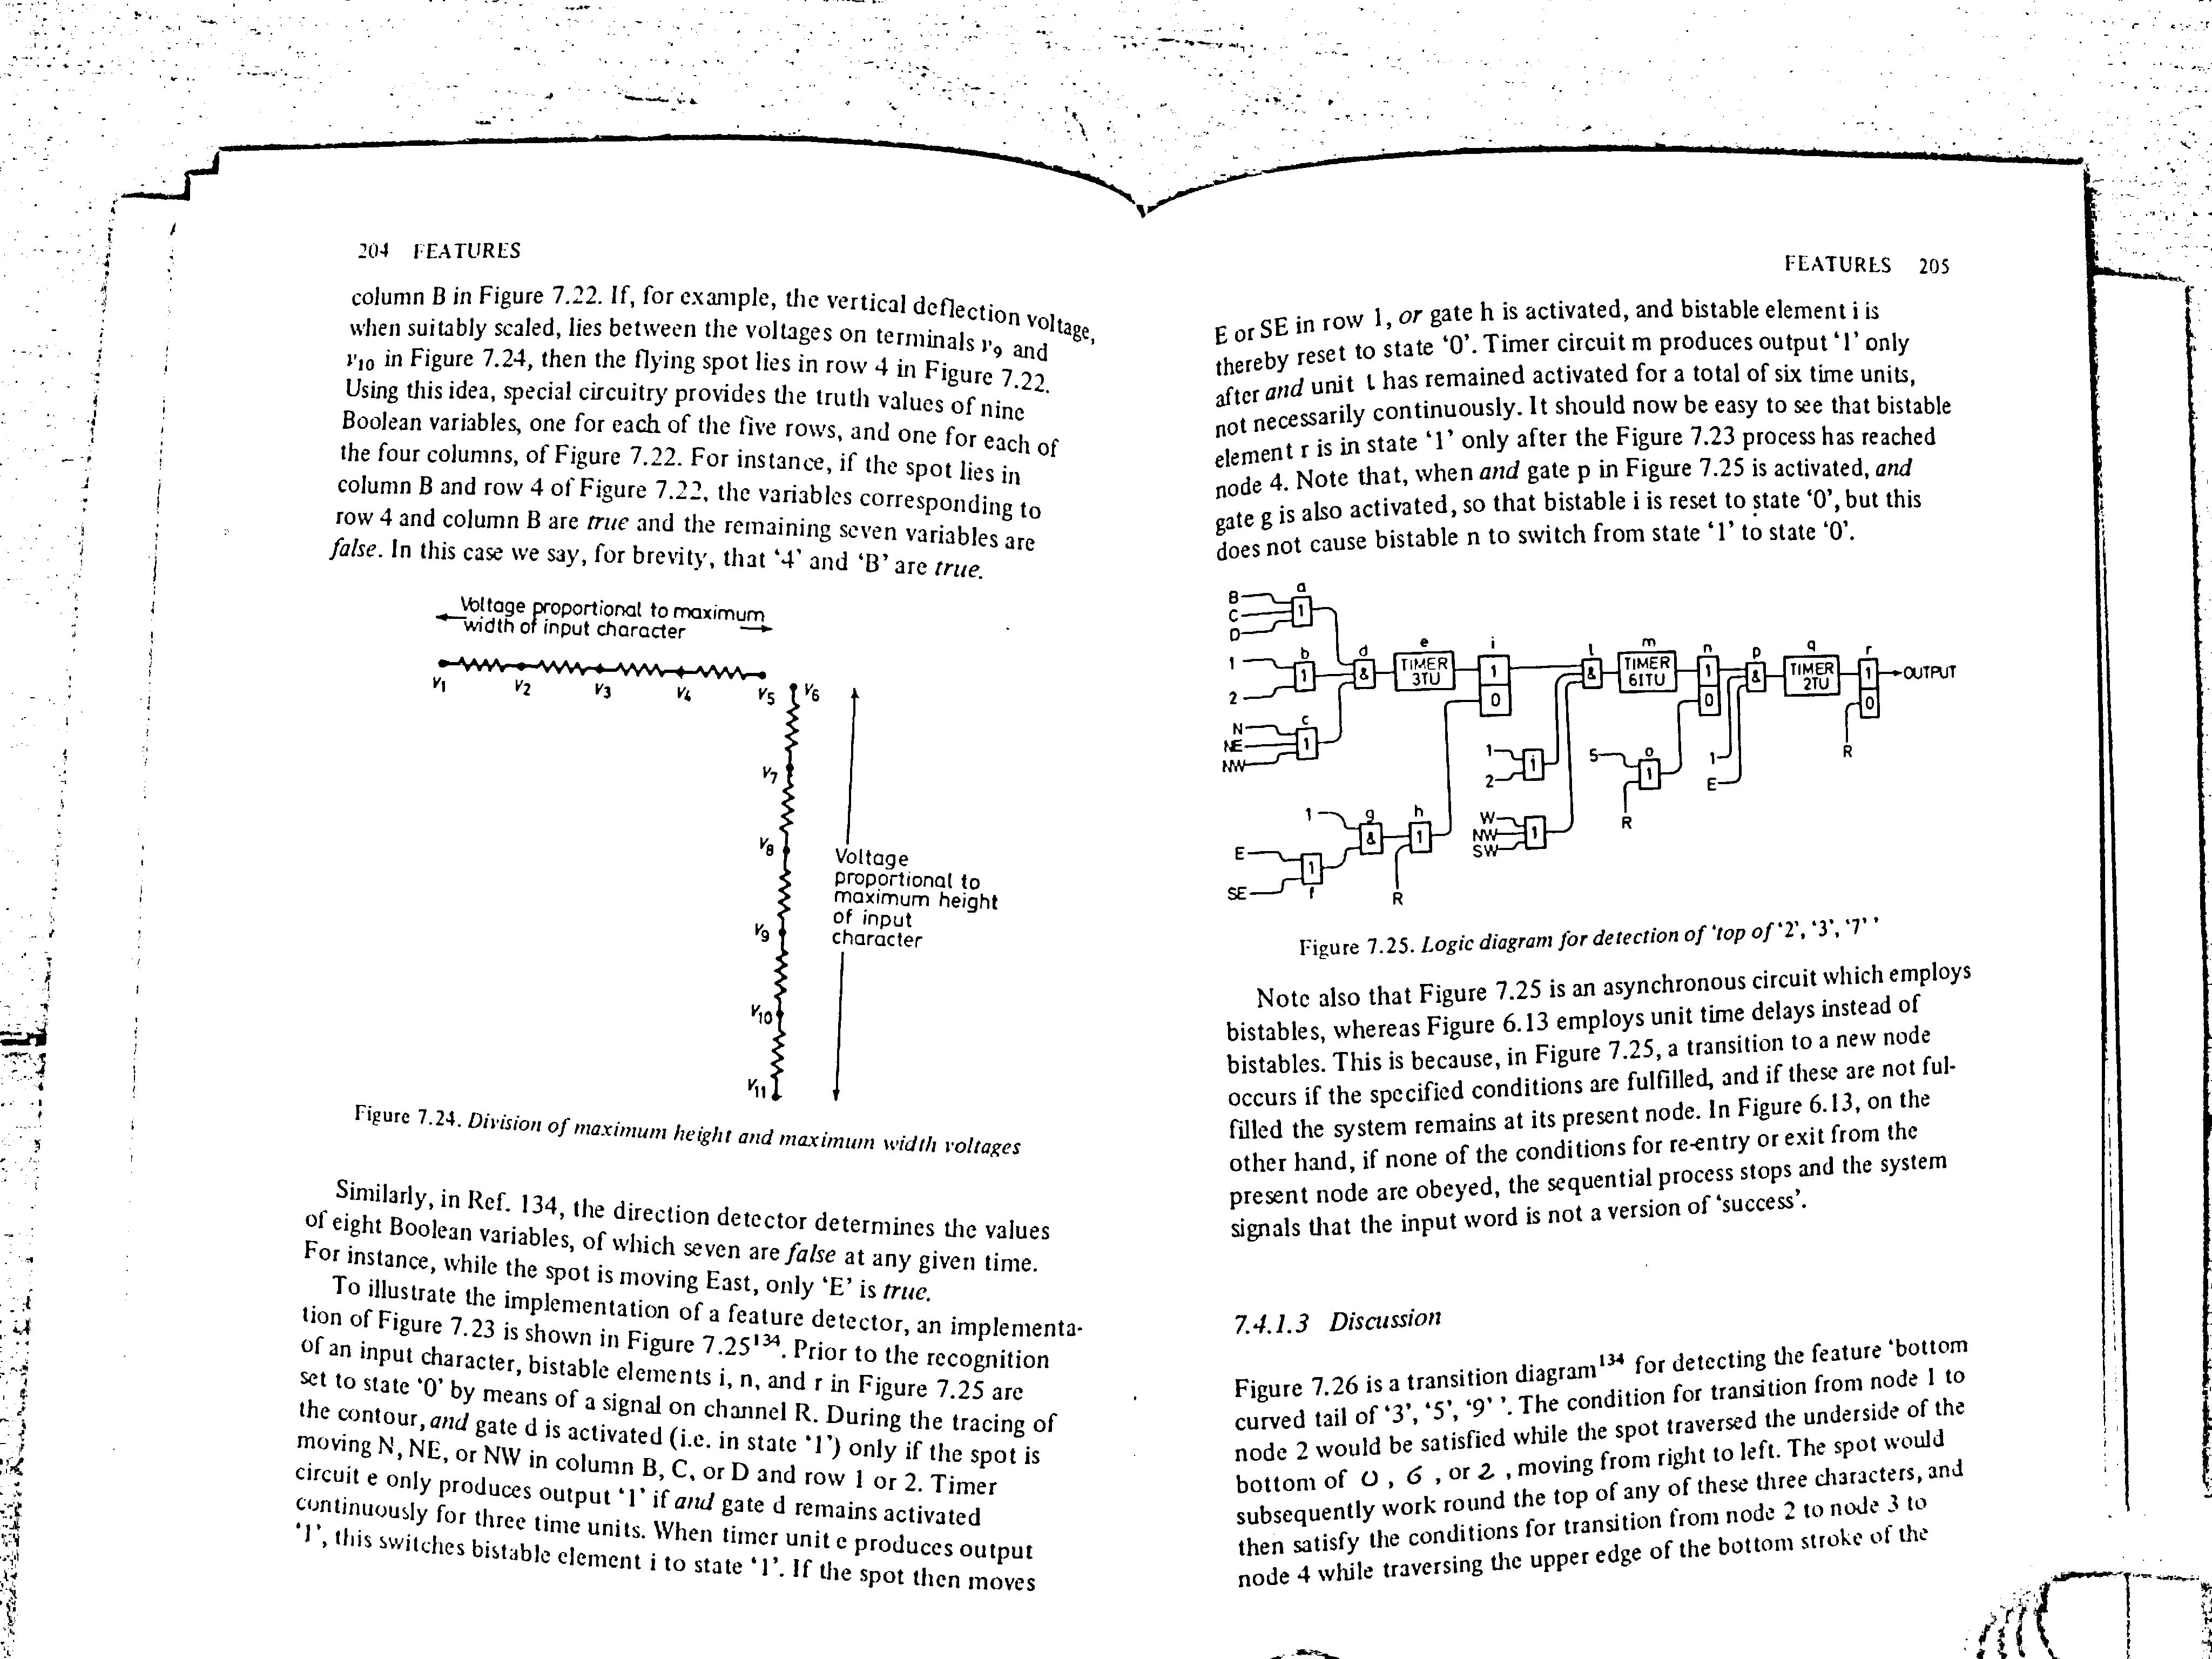 204 FEATURES
column B in Figure 7.22. If, for example, the vertical deflection voltage,
when suitably scaled, lies between the voltages on terminals v₉ and
v₁₀ in Figure 7.24, then the flying spot lies in row 4 in Figure 7.22.
Using this idea, special circuitry provides the truth values of nine
Boolean variables, one for each of the five rows, and one for each of
the four columns, of Figure 7.22. For instance, if the spot lies in
column B and row 4 of Figure 7.22, the variables corresponding to
row 4 and column B are true and the remaining seven variables are
false. In this case we say, for brevity, that ‘4’ and ‘B’ are true.
Voltage proportional to maximum
width of input character
V₁ V₂ V₃ V₄ V₅ V₆
V₇
V₈
V₉
V₁₀
V₁₁
Voltage
proportional to
maximum height
of input
character
Figure 7.24. Division of maximum height and maximum width voltages
Similarly, in Ref. 134, the direction detector determines the values
of eight Boolean variables, of which seven are false at any given time.
For instance, while the spot is moving East, only ‘E’ is true.
To illustrate the implementation of a feature detector, an implementa-
tion of Figure 7.23 is shown in Figure 7.25¹³⁴. Prior to the recognition
of an input character, bistable elements i, n, and r in Figure 7.25 are
set to state ‘0’ by means of a signal on channel R. During the tracing of
the contour, and gate d is activated (i.e. in state ‘1’) only if the spot is
moving N, NE, or NW in column B, C, or D and row 1 or 2. Timer
circuit e only produces output ‘1’ if and gate d remains activated
continuously for three time units. When timer unit e produces output
‘1’, this switches bistable element i to state ‘1’. If the spot then moves
FEATURES 205
E or SE in row 1, or gate h is activated, and bistable element i is
thereby reset to state ‘0’. Timer circuit m produces output ‘1’ only
after and unit l has remained activated for a total of six time units,
not necessarily continuously. It should now be easy to see that bistable
element r is in state ‘1’ only after the Figure 7.23 process has reached
node 4. Note that, when and gate p in Figure 7.25 is activated, and
gate g is also activated, so that bistable i is reset to state ‘0’, but this
does not cause bistable n to switch from state ‘1’ to state ‘0’.
B
C
D
a
1
1
2
b
1
N
NE
NW
c
1
d
&
e
TIMER
3TU
i
1
0
l
&
m
TIMER
6ITU
n
1
0
p
&
q
TIMER
2TU
r
1
0
OUTPUT
R
1
2
1
W
NW
SW
1
5
o
1
R
1
E
1
g
&
h
1
R
E
SE
1
f
Figure 7.25. Logic diagram for detection of ‘top of ‘2’, ‘3’, ‘7’ ’
Note also that Figure 7.25 is an asynchronous circuit which employs
bistables, whereas Figure 6.13 employs unit time delays instead of
bistables. This is because, in Figure 7.25, a transition to a new node
occurs if the specified conditions are fulfilled, and if these are not ful-
filled the system remains at its present node. In Figure 6.13, on the
other hand, if none of the conditions for re-entry or exit from the
present node are obeyed, the sequential process stops and the system
signals that the input word is not a version of ‘success’.
7.4.1.3 Discussion
Figure 7.26 is a transition diagram¹³⁴ for detecting the feature ‘bottom
curved tail of ‘3’, ‘5’, ‘9’ ’. The condition for transition from node 1 to
node 2 would be satisfied while the spot traversed the underside of the
bottom of 0, 6, or 2, moving from right to left. The spot would
subsequently work round the top of any of these three characters, and
then satisfy the conditions for transition from node 2 to node 3 to
node 4 while traversing the upper edge of the bottom stroke of the